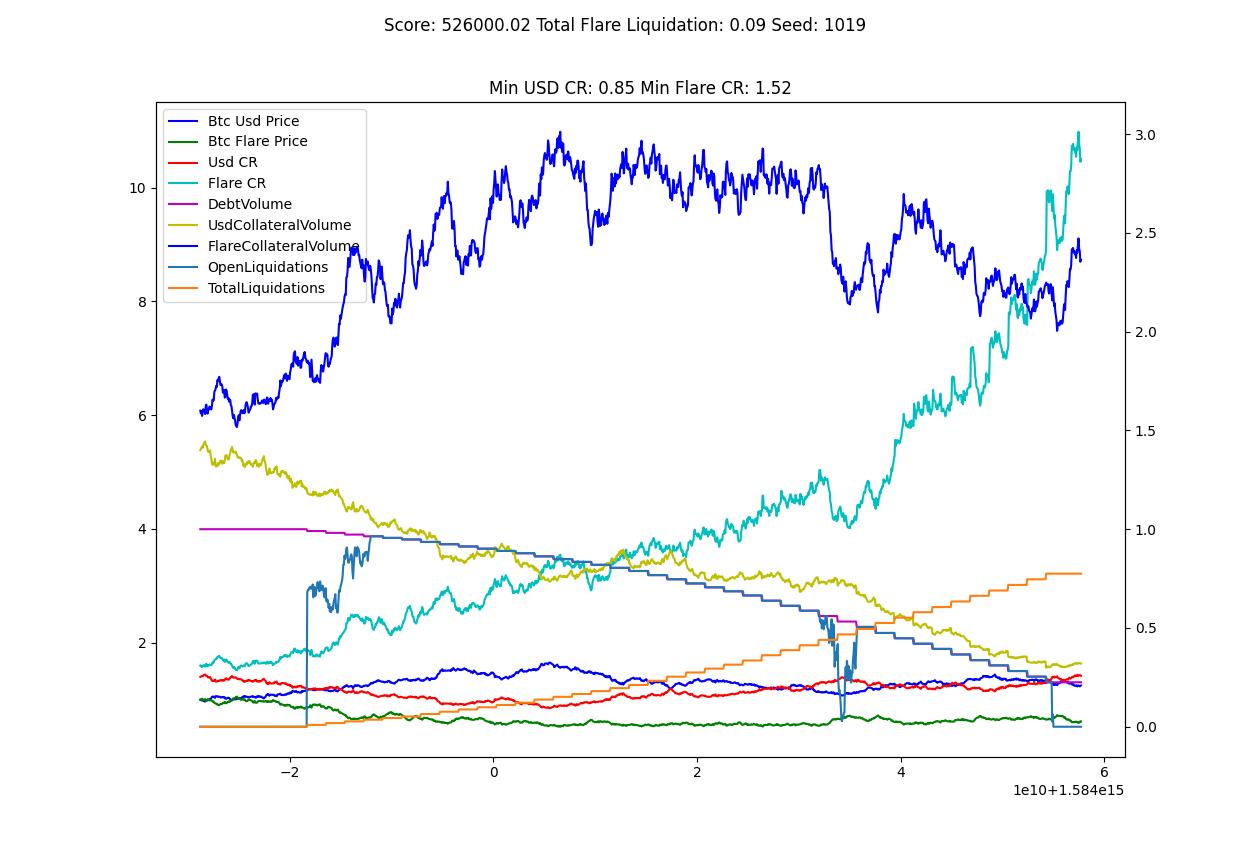 Score: 526000.02 Total Flare Liquidation: 0.09 Seed: 1019
Min USD CR: 0.85 Min Flare CR: 1.52
Btc Usd Price
Btc Flare Price
Usd CR
Flare CR
DebtVolume
UsdCollateralVolume
FlareCollateralVolume
OpenLiquidations
TotalLiquidations
10
8
6
4
2
3.0
2.5
2.0
1.5
1.0
0.5
0.0
−2 0 2 4 6
1e10+1.584e15